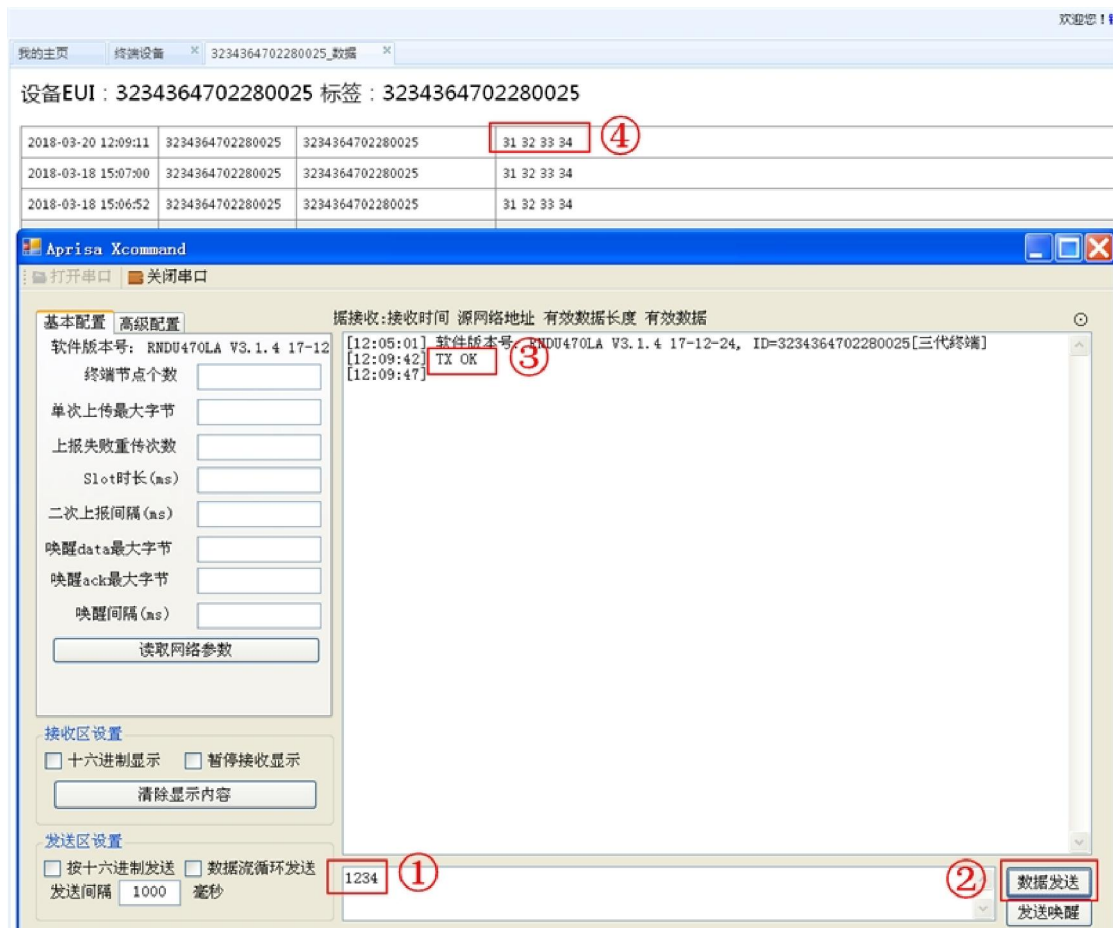 欢迎您！
我的主页 终端设备 × 3234364702280025_数据 ×
设备EUI：3234364702280025 标签：3234364702280025
2018-03-20 12:09:11 3234364702280025 3234364702280025 31 32 33 34 ④
2018-03-18 15:07:00 3234364702280025 3234364702280025 31 32 33 34
2018-03-18 15:06:52 3234364702280025 3234364702280025 31 32 33 34
Aprisa Xcommand
打开串口 关闭串口
基本配置 高级配置
据接收:接收时间 源网络地址 有效数据长度 有效数据
软件版本号: RNDU470LA V3.1.4 17-12
终端节点个数
单次上传最大字节
上报失败重传次数
Slot时长(ms)
二次上报间隔(ms)
唤醒data最大字节
唤醒ack最大字节
唤醒间隔(ms)
读取网络参数
[12:05:01] 软件版本号: RNDU470LA V3.1.4 17-12-24, ID=3234364702280025[三代终端]
[12:09:42] TX OK ③
[12:09:47]
接收区设置
十六进制显示 暂停接收显示
清除显示内容
发送区设置
按十六进制发送 数据流循环发送
发送间隔 1000 毫秒
1234 ①
② 数据发送
发送唤醒